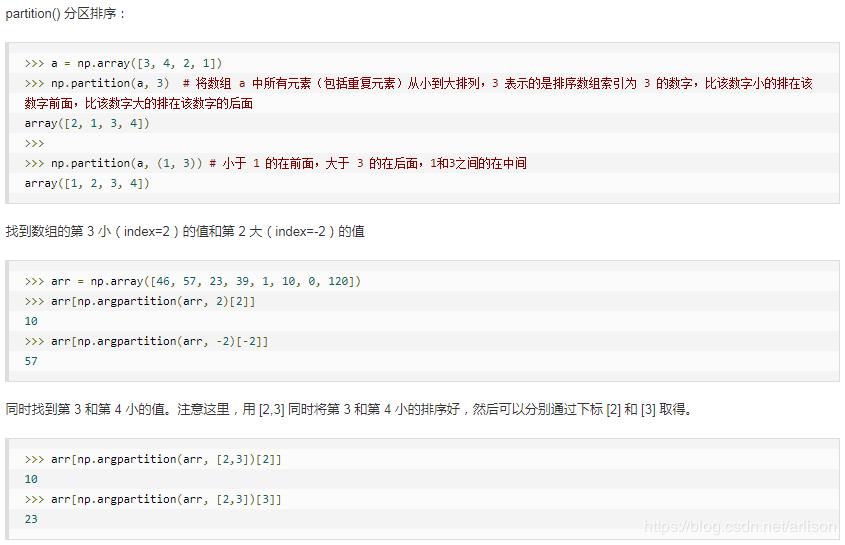 partition() 分区排序：
>>> a = np.array([3, 4, 2, 1])
>>> np.partition(a, 3)  # 将数组 a 中所有元素（包括重复元素）从小到大排列，3 表示的是排序数组索引为 3 的数字，比该数字小的排在该
数字前面，比该数字大的排在该数字的后面
array([2, 1, 3, 4])
>>>
>>> np.partition(a, (1, 3)) # 小于 1 的在前面，大于 3 的在后面，1和3之间的在中间
array([1, 2, 3, 4])
找到数组的第 3 小（index=2）的值和第 2 大（index=-2）的值
>>> arr = np.array([46, 57, 23, 39, 1, 10, 0, 120])
>>> arr[np.argpartition(arr, 2)[2]]
10
>>> arr[np.argpartition(arr, -2)[-2]]
57
同时找到第 3 和第 4 小的值。注意这里，用 [2,3] 同时将第 3 和第 4 小的排序好，然后可以分别通过下标 [2] 和 [3] 取得。
>>> arr[np.argpartition(arr, [2,3])[2]]
10
>>> arr[np.argpartition(arr, [2,3])[3]]
23
https://blog.csdn.net/arlison